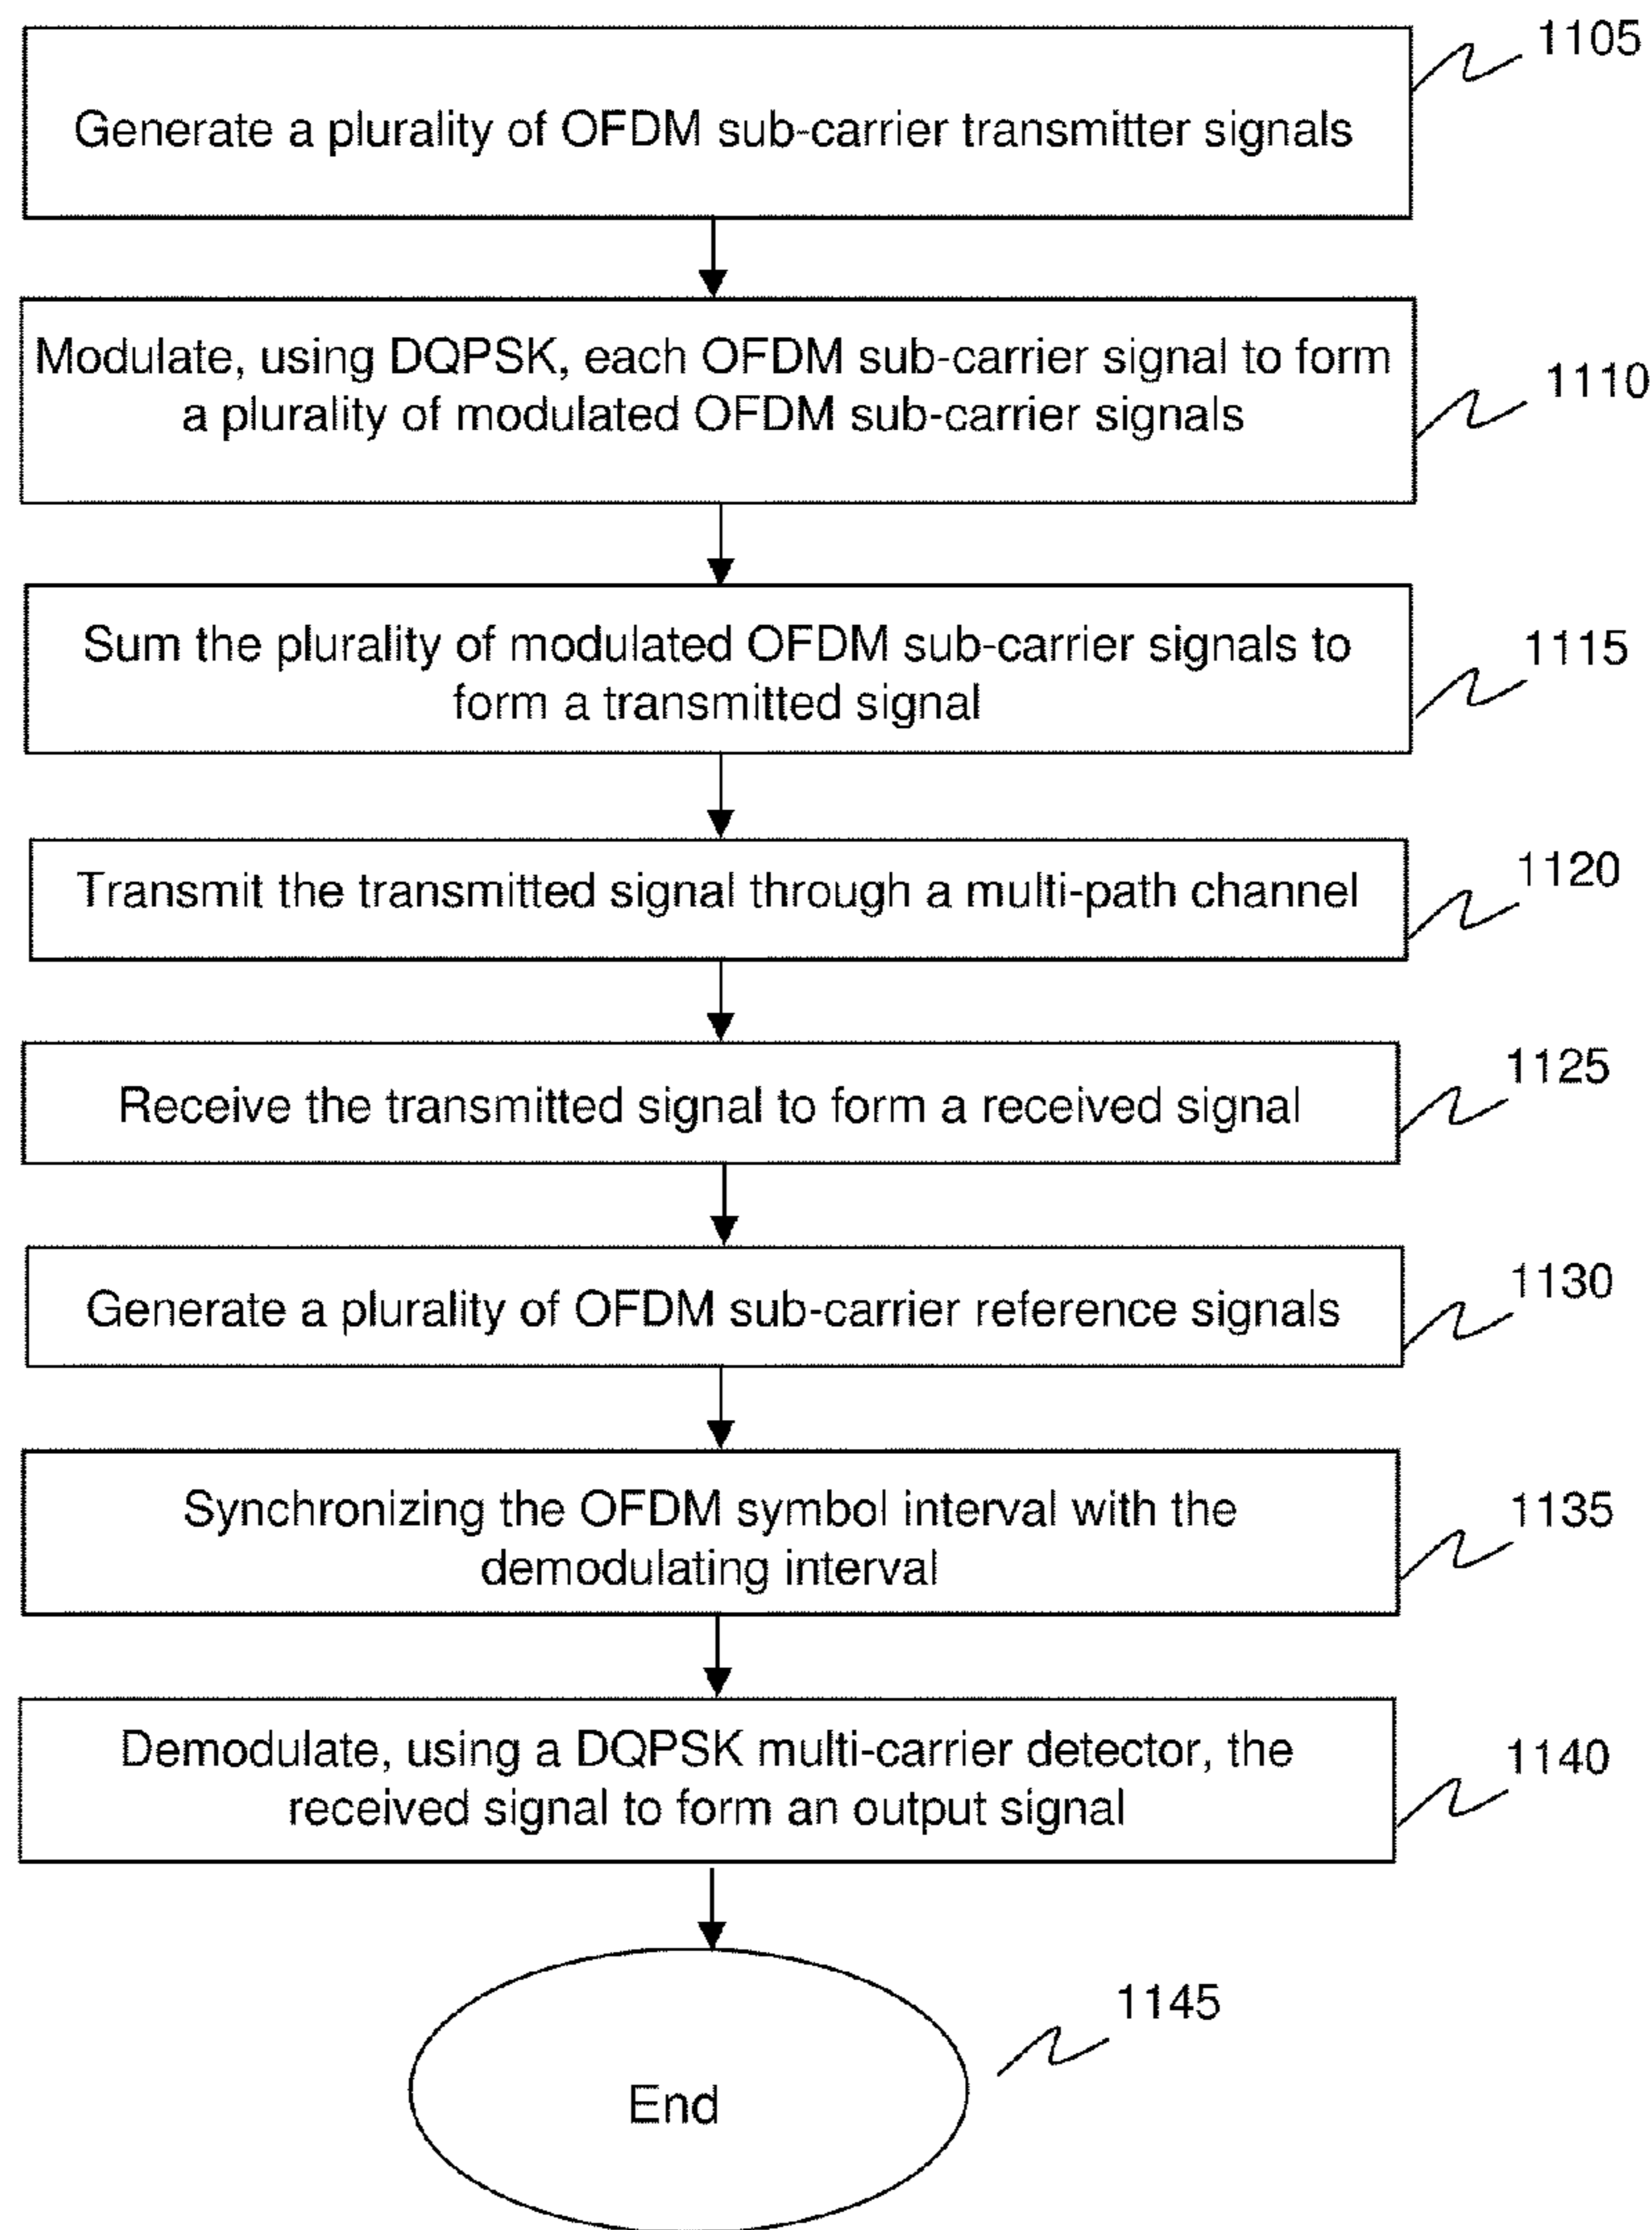 1105
Generate a plurality of OFDM sub-carrier transmitter signals
Modulate, using DQPSK, each OFDM sub-carrier signal to form
1110
a plurality of modulated OFDM sub-carrier signals
Sum the plurality of modulated OFDM sub-carrier signals to
1115
form a transmitted signal
1120
Transmit the transmitted signal through a multi-path channel
1125
Receive the transmitted signal to form a received signal
1130
Generate a plurality of OFDM sub-carrier reference signals
Synchronizing the OFDM symbol interval with the
1135
demodulating interval
Demodulate, using a DQPSK multi-carrier detector, the
1140
received signal to form an output signal
1145
End